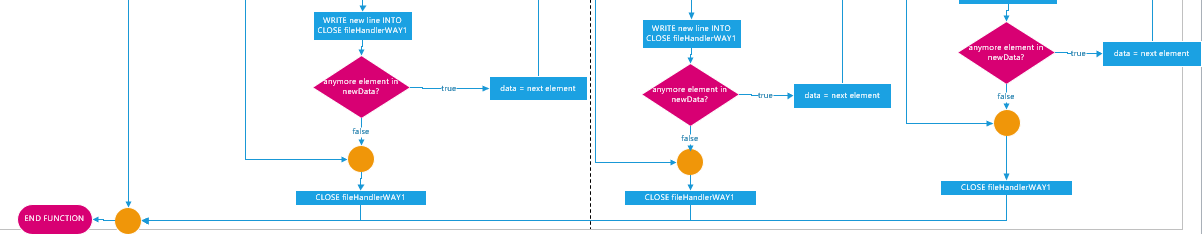 WRITE new line INTO
CLOSE fileHandlerWAY1
anymore element in
newData?
true
data = next element
false
CLOSE fileHandlerWAY1
WRITE new line INTO
CLOSE fileHandlerWAY1
anymore element in
newData?
true
data = next element
false
CLOSE fileHandlerWAY1
anymore element in
newData?
true
data = next element
false
CLOSE fileHandlerWAY1
END FUNCTION